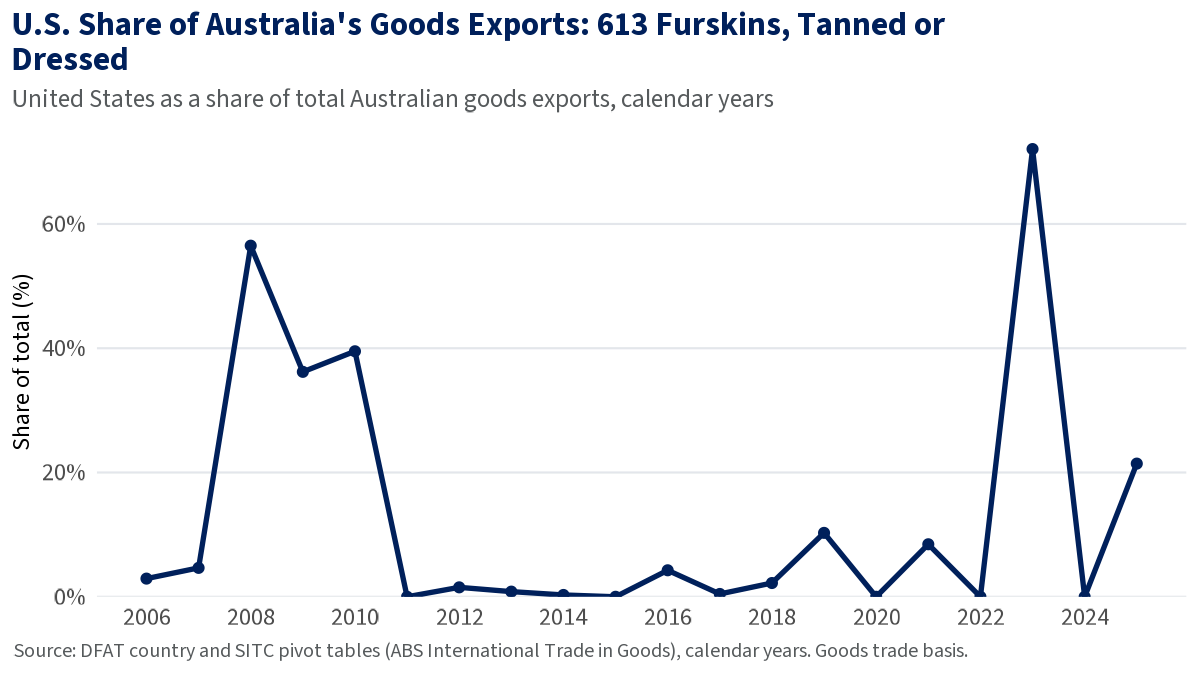 U.S. Share of Australia's Goods Exports: 613 Furskins, Tanned or
Dressed
United States as a share of total Australian goods exports, calendar years
Share of total (%)
60%
40%
20%
0%
2006 2008 2010 2012 2014 2016 2018 2020 2022 2024
Source: DFAT country and SITC pivot tables (ABS International Trade in Goods), calendar years. Goods trade basis.